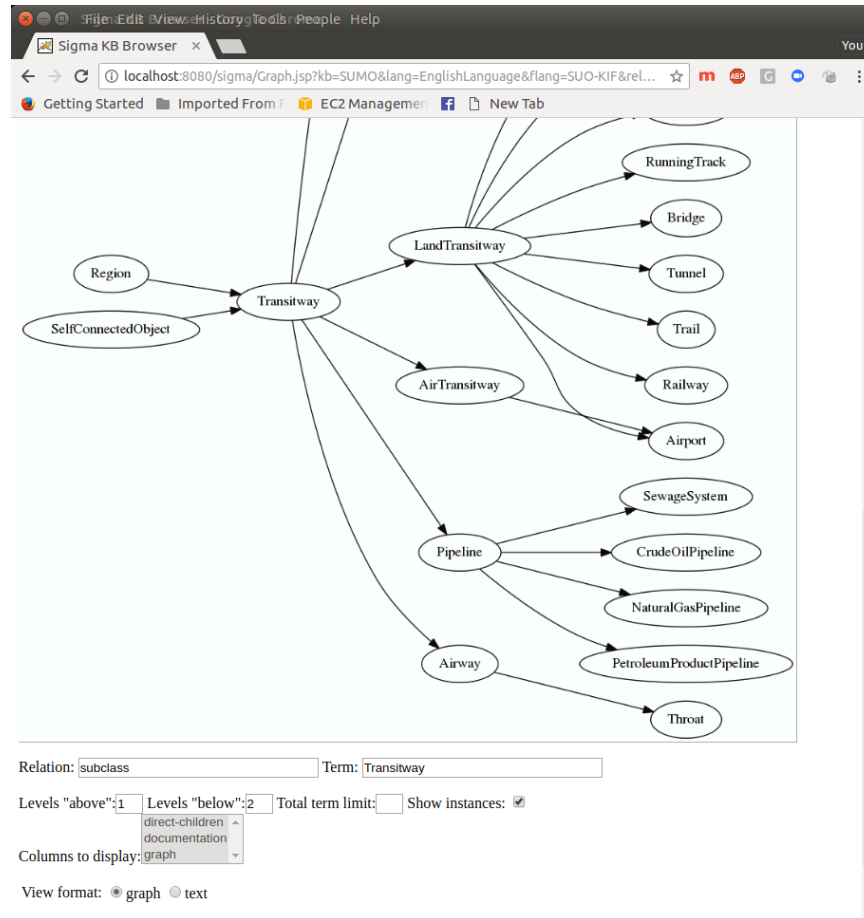 File Edit View History Tools People Help
Sigma KB Browser ×
You
localhost:8080/sigma/Graph.jsp?kb=SUMO&lang=EnglishLanguage&flang=SUO-KIF&rel...
m ABP G
Getting Started Imported From F EC2 Managemen f New Tab
RunningTrack
Bridge
LandTransitway
Region
Tunnel
Transitway
SelfConnectedObject
Trail
AirTransitway
Railway
Airport
SewageSystem
Pipeline
CrudeOilPipeline
NaturalGasPipeline
Airway
PetroleumProductPipeline
Throat
Relation: subclass Term: Transitway
Levels "above": 1 Levels "below": 2 Total term limit: Show instances:
direct-children
documentation
Columns to display: graph
View format: graph text